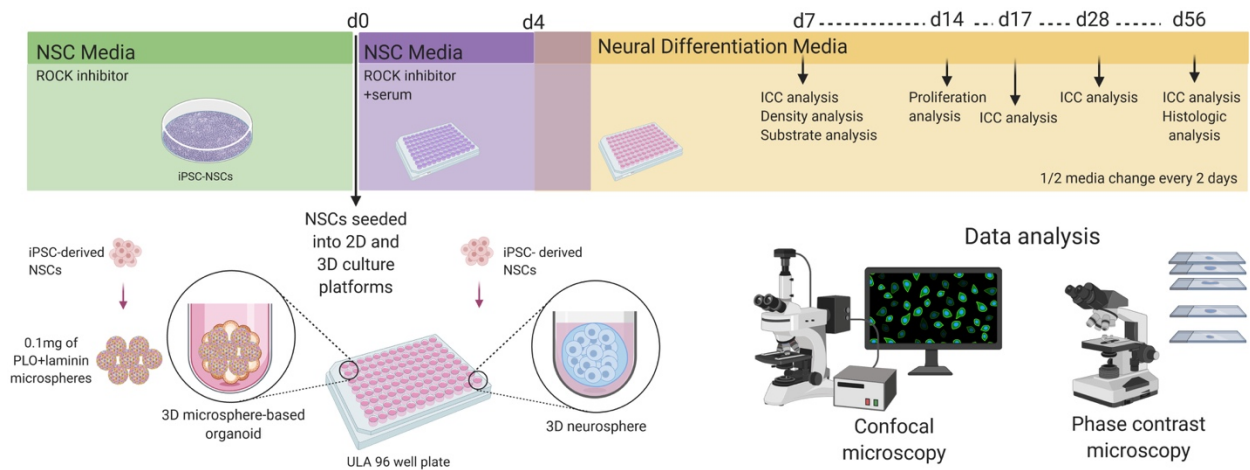 d0
d4
d7
d14
d17
d28
d56
NSC Media
ROCK inhibitor
iPSC-NSCs
NSC Media
ROCK inhibitor
+serum
Neural Differentiation Media
ICC analysis
Density analysis
Substrate analysis
Proliferation
analysis
ICC analysis
ICC analysis
ICC analysis
Histologic
analysis
1/2 media change every 2 days
NSCs seeded
into 2D and
3D culture
platforms
iPSC-derived
NSCs
0.1mg of
PLO+laminin
microspheres
3D microsphere-based
organoid
ULA 96 well plate
iPSC- derived
NSCs
3D neurosphere
Data analysis
Confocal
microscopy
Phase contrast
microscopy